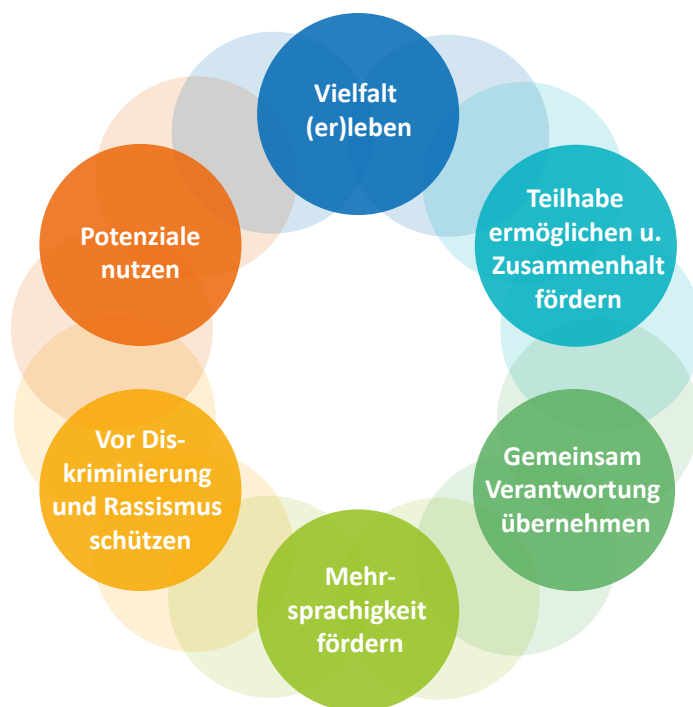 Vielfalt
(er)leben
Teilhabe
ermöglichen u.
Zusammenhalt
fördern
Gemeinsam
Verantwortung
übernehmen
Mehr-
sprachigkeit
fördern
Vor Dis-
kriminierung
und Rassismus
schützen
Potenziale
nutzen